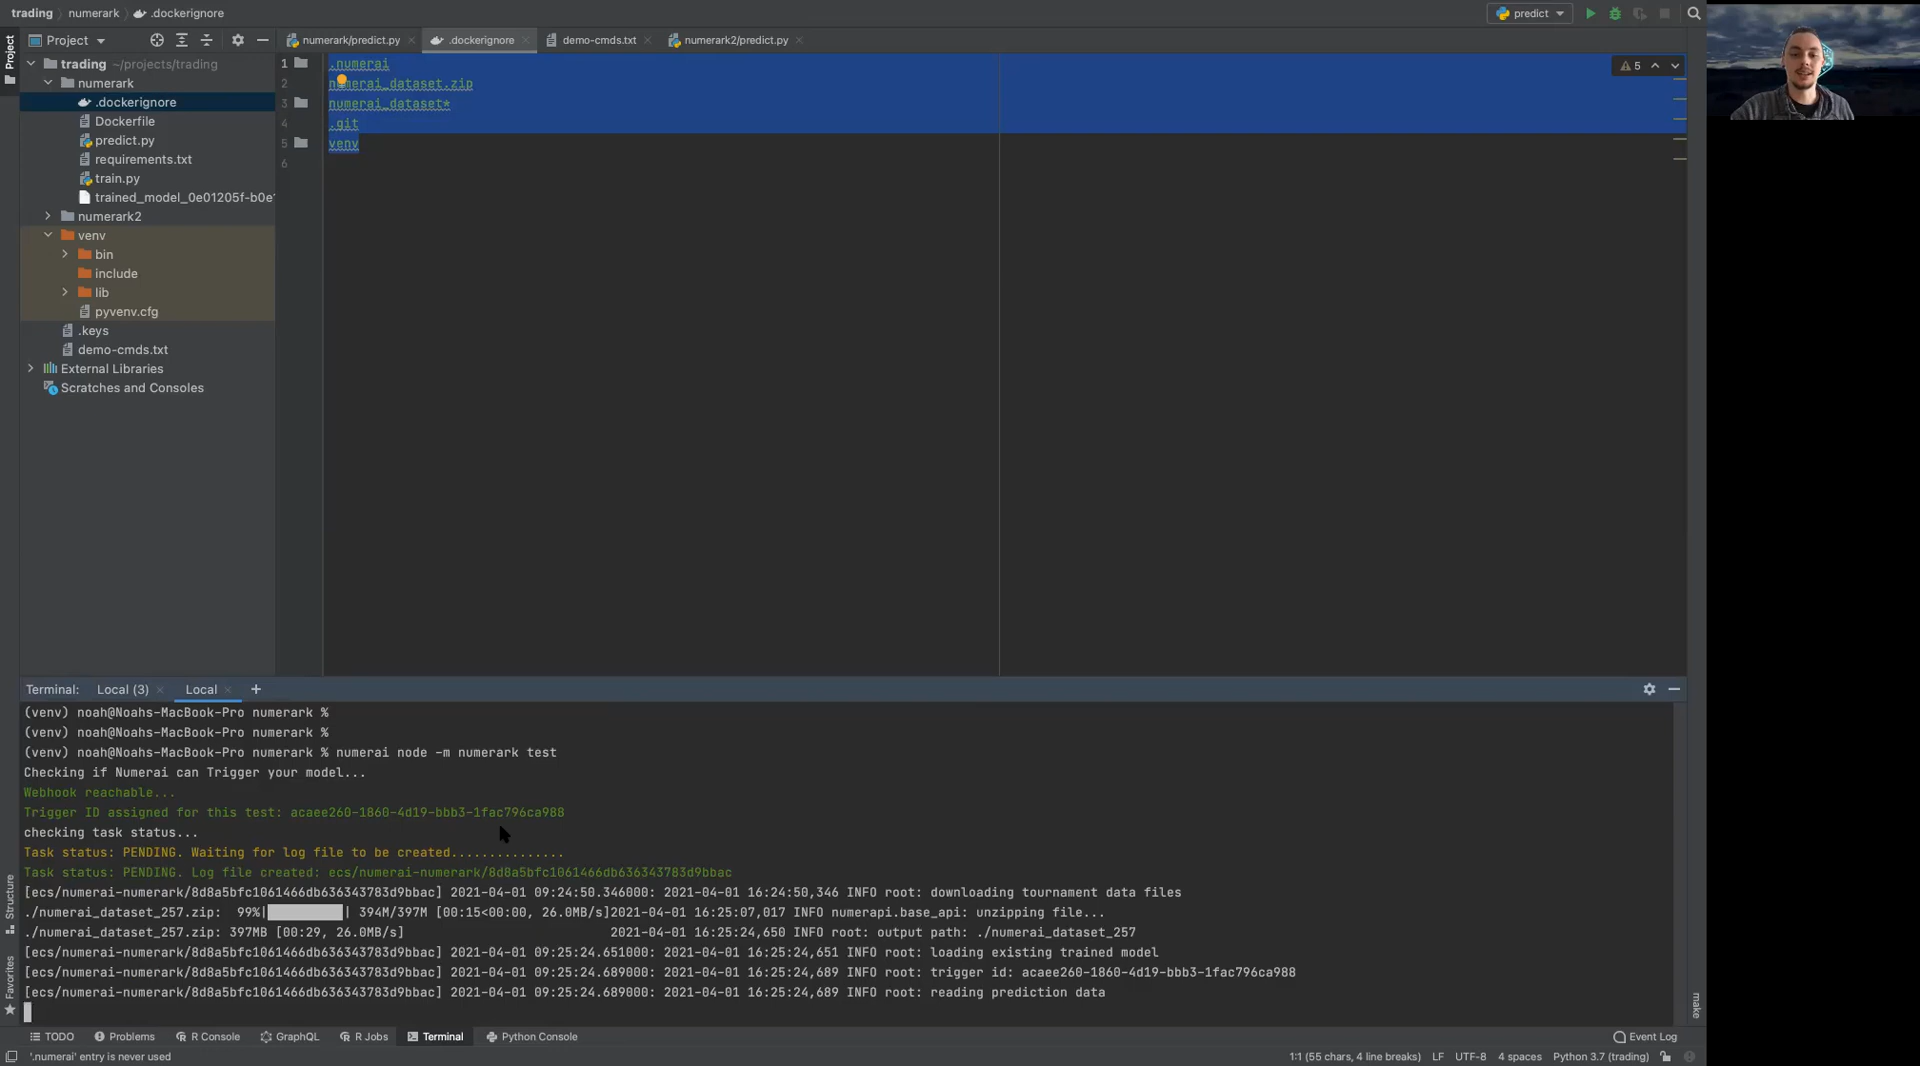 trading numerark .dockerignore
predict
Project
Project
numerark/predict.py
.dockerignore
demo-cmds.txt
numerark2/predict.py
trading ~/projects/trading
numerark
.dockerignore
Dockerfile
predict.py
requirements.txt
train.py
trained_model_0e01205f-b0e1
numerark2
venv
bin
include
lib
pyvenv.cfg
.keys
demo-cmds.txt
External Libraries
Scratches and Consoles
1 .numerai
2 numerai_dataset.zip
3 numerai_dataset*
4 .git
5 venv
6
5
Terminal: Local (3) Local
(venv) noah@Noahs-MacBook-Pro numerark %
(venv) noah@Noahs-MacBook-Pro numerark %
(venv) noah@Noahs-MacBook-Pro numerark % numerai node -m numerark test
Checking if Numerai can Trigger your model...
Webhook reachable...
Trigger ID assigned for this test: acaee260-1860-4d19-bbb3-1fac796ca988
checking task status...
Task status: PENDING. Waiting for log file to be created...............
Task status: PENDING. Log file created: ecs/numerai-numerark/8d8a5bfc1061466db636343783d9bbac
[ecs/numerai-numerark/8d8a5bfc1061466db636343783d9bbac] 2021-04-01 09:24:50.346000: 2021-04-01 16:24:50,346 INFO root: downloading tournament data files
./numerai_dataset_257.zip: 99%| | 394M/397M [00:15<00:00, 26.0MB/s]2021-04-01 16:25:07,017 INFO numerapi.base_api: unzipping file...
./numerai_dataset_257.zip: 397MB [00:29, 26.0MB/s] 2021-04-01 16:25:24,650 INFO root: output path: ./numerai_dataset_257
[ecs/numerai-numerark/8d8a5bfc1061466db636343783d9bbac] 2021-04-01 09:25:24.651000: 2021-04-01 16:25:24,651 INFO root: loading existing trained model
[ecs/numerai-numerark/8d8a5bfc1061466db636343783d9bbac] 2021-04-01 09:25:24.689000: 2021-04-01 16:25:24,689 INFO root: trigger id: acaee260-1860-4d19-bbb3-1fac796ca988
[ecs/numerai-numerark/8d8a5bfc1061466db636343783d9bbac] 2021-04-01 09:25:24.689000: 2021-04-01 16:25:24,689 INFO root: reading prediction data
Structure
Favorites
make
TODO Problems R Console GraphQL R Jobs Terminal Python Console Event Log
'.numerai' entry is never used
1:1 (55 chars, 4 line breaks) LF UTF-8 4 spaces Python 3.7 (trading)